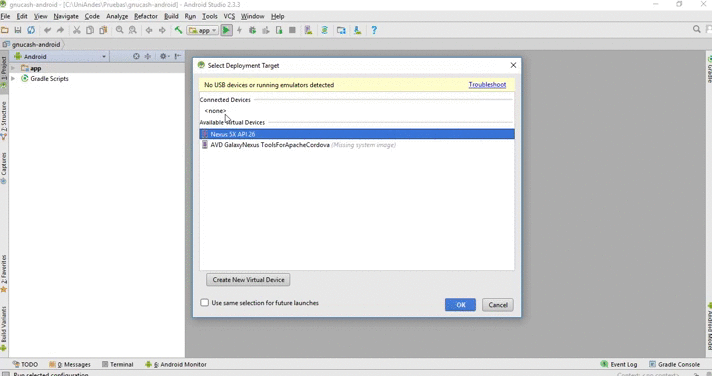 gnucash-android - [C:\UniAndes\Pruebas\gnucash-android] - Android Studio 2.3.3
File Edit View Navigate Code Analyze Refactor Build Run Tools VCS Window Help
app
gnucash-android
Android
1: Project
app
Gradle Scripts
Z: Structure
Captures
2: Favorites
Build Variants
Select Deployment Target
No USB devices or running emulators detected
Troubleshoot
Connected Devices
<none>
Available Virtual Devices
Nexus 5X API 26
AVD GalaxyNexus ToolsForApacheCordova (Missing system image)
Create New Virtual Device
Use same selection for future launches
OK
Cancel
Gradle
Android Model
TODO
0: Messages
Terminal
6: Android Monitor
Event Log
Gradle Console
Run selected configuration